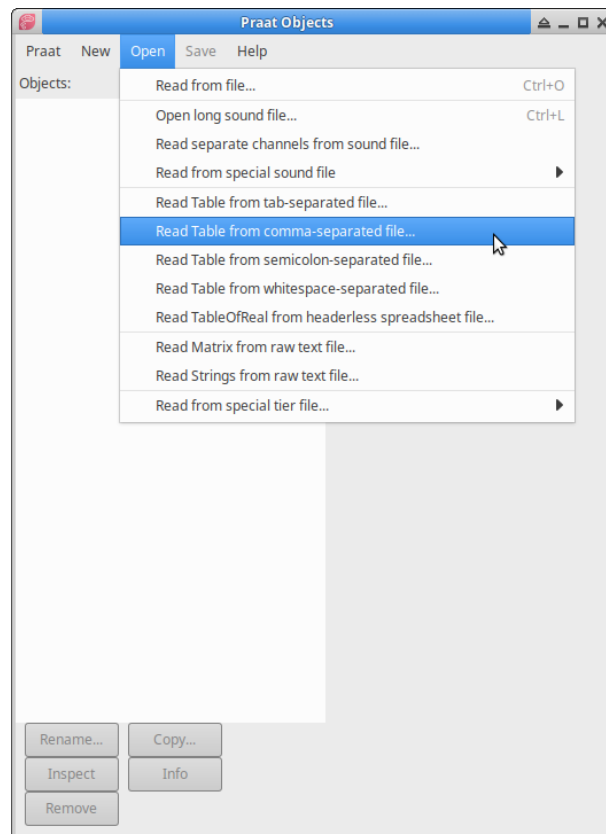 Praat Objects
Praat New Open Save Help
Objects:
Read from file... Ctrl+O
Open long sound file... Ctrl+L
Read separate channels from sound file...
Read from special sound file
Read Table from tab-separated file...
Read Table from comma-separated file...
Read Table from semicolon-separated file...
Read Table from whitespace-separated file...
Read TableOfReal from headerless spreadsheet file...
Read Matrix from raw text file...
Read Strings from raw text file...
Read from special tier file...
Rename... Copy...
Inspect Info
Remove